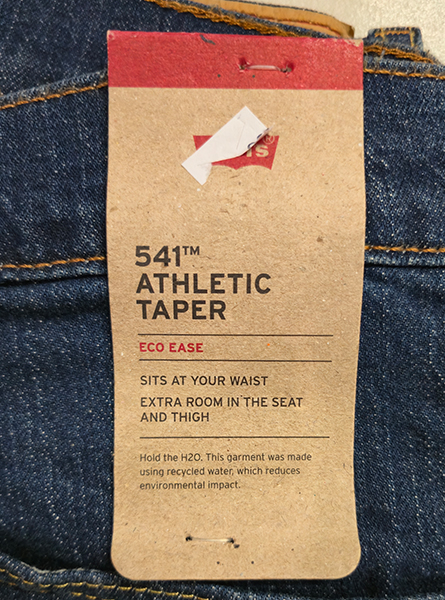 ®
541™
ATHLETIC
TAPER
ECO EASE
SITS AT YOUR WAIST
EXTRA ROOM IN THE SEAT
AND THIGH
Hold the H2O. This garment was made
using recycled water, which reduces
environmental impact.